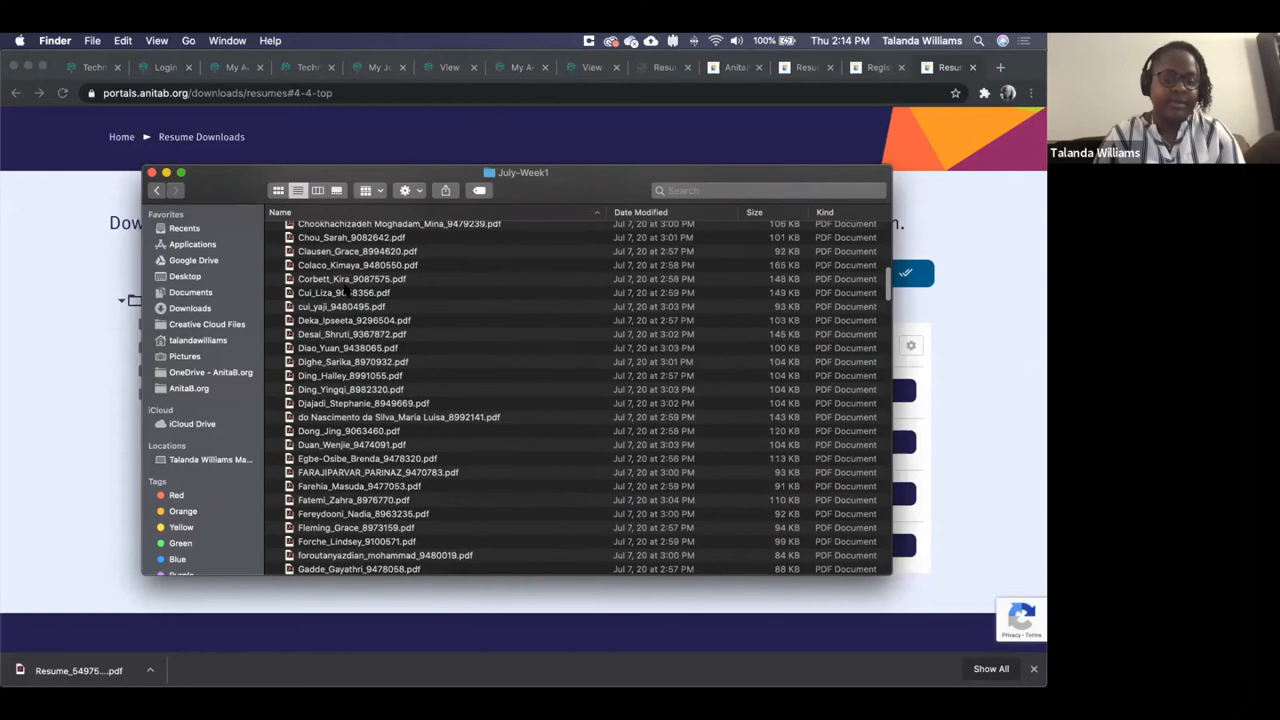 Finder File Edit View Go Window Help 100% Thu 2:14 PM Talanda Williams
Techn × Login × My A × Techn × My J × View × My A × View × Resu × Anita × Resu × Regis × Resum × +
portals.anitab.org/downloads/resumes#4-4-top
Home Resume Downloads
Talanda Williams
July-Week1
Search
Favorites
Recents
Applications
Google Drive
Desktop
Documents
Downloads
Creative Cloud Files
talandawilliams
Pictures
OneDrive - AnitaB.org
AnitaB.org
iCloud
iCloud Drive
Locations
Talanda Williams Ma...
Tags
Red
Orange
Yellow
Green
Blue
Purple
Name Date Modified Size Kind
Chookhachizadeh Moghadam_Mina_9479239.pdf Jul 7, 20 at 3:00 PM 106 KB PDF Document
Chou_Sarah_9082642.pdf Jul 7, 20 at 3:01 PM 101 KB PDF Document
Clausen_Grace_8994620.pdf Jul 7, 20 at 2:57 PM 92 KB PDF Document
Colaco_Kimaya_9480550.pdf Jul 7, 20 at 2:58 PM 165 KB PDF Document
Corbett_Kira_9087575.pdf Jul 7, 20 at 2:58 PM 148 KB PDF Document
Jul 7, 20 at 2:59 PM 149 KB PDF Document
cui_yaji_9480495.pdf Jul 7, 20 at 2:59 PM 93 KB PDF Document
Deka_Ipseeta_9296504.pdf Jul 7, 20 at 2:57 PM 103 KB PDF Document
Desai_Shruti_9367872.pdf Jul 7, 20 at 3:02 PM 145 KB PDF Document
Diao_Yuan_9438065.pdf Jul 7, 20 at 3:03 PM 100 KB PDF Document
Dighe_Sarika_8970932.pdf Jul 7, 20 at 3:01 PM 104 KB PDF Document
Ding_Halley_8991055.pdf Jul 7, 20 at 2:57 PM 104 KB PDF Document
Ding_Yingqi_8982320.pdf Jul 7, 20 at 3:03 PM 104 KB PDF Document
Djajadi_Stephanie_8949669.pdf Jul 7, 20 at 3:02 PM 104 KB PDF Document
do Nascimento da Silva_Maria Luisa_8992141.pdf Jul 7, 20 at 2:59 PM 143 KB PDF Document
Dong_Jing_9063460.pdf Jul 7, 20 at 2:58 PM 120 KB PDF Document
Duan_Wenjie_9474091.pdf Jul 7, 20 at 3:03 PM 104 KB PDF Document
Egbe-Osibe_Brenda_9478320.pdf Jul 7, 20 at 2:58 PM 113 KB PDF Document
FARAJIPARVAR_PARINAZ_9470783.pdf Jul 7, 20 at 3:00 PM 93 KB PDF Document
Farehia_Masuda_9477053.pdf Jul 7, 20 at 2:59 PM 91 KB PDF Document
Fatemi_Zahra_8976770.pdf Jul 7, 20 at 3:04 PM 110 KB PDF Document
Fereydooni_Nadia_8963235.pdf Jul 7, 20 at 3:00 PM 92 KB PDF Document
Fleming_Grace_8973159.pdf Jul 7, 20 at 2:57 PM 94 KB PDF Document
Forche_Lindsey_9100571.pdf Jul 7, 20 at 2:59 PM 99 KB PDF Document
foroutanyazdian_mohammad_9480019.pdf Jul 7, 20 at 3:00 PM 84 KB PDF Document
Gadde_Gayathri_9478058.pdf Jul 7, 20 at 2:57 PM 88 KB PDF Document
Dow
n.
Privacy - Terms
Resume_54975....pdf
Show All ×